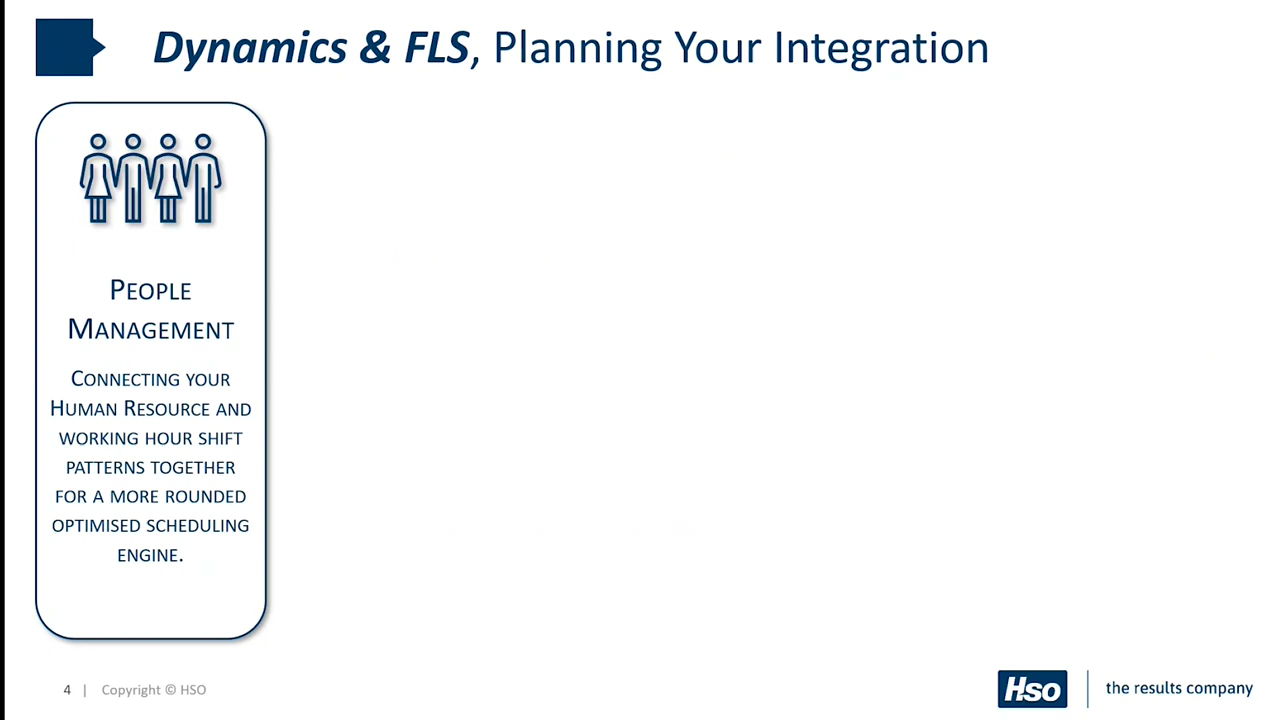 Dynamics & FLS, Planning Your Integration
People
Management
Connecting your
Human Resource and
working hour shift
patterns together
for a more rounded
optimised scheduling
engine.
4 | Copyright © HSO
HSO | the results company